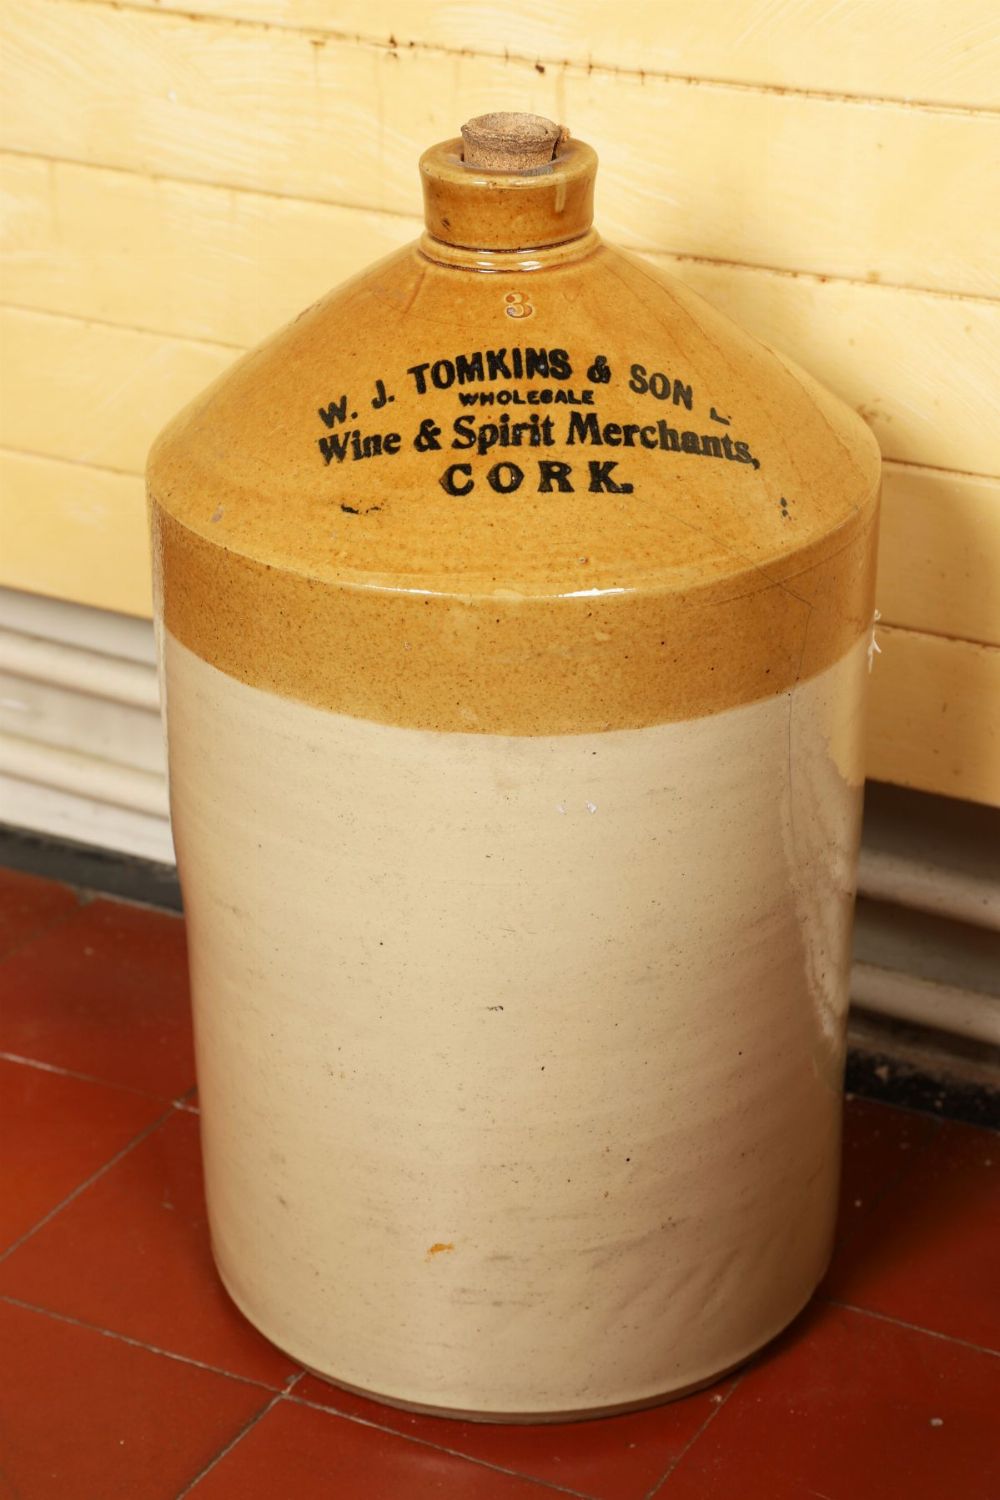 3
W. J. TOMKINS & SON L
WHOLESALE
Wine & Spirit Merchants,
CORK.